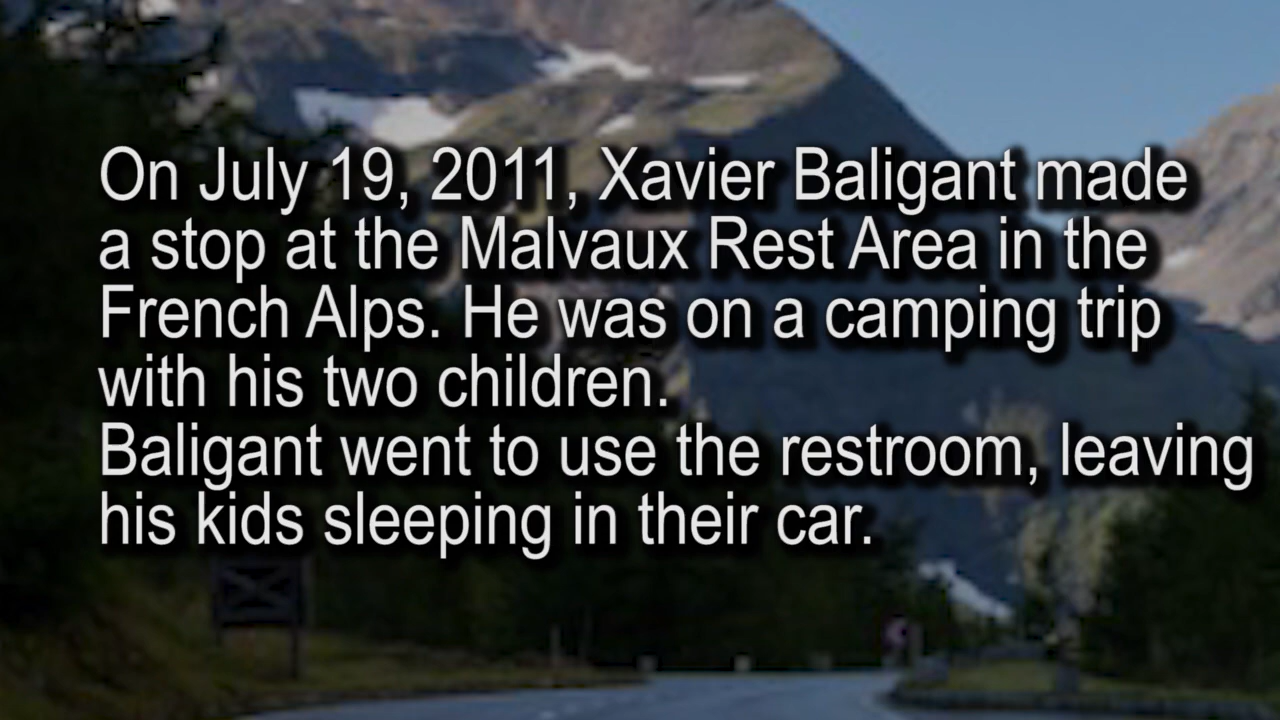 On July 19, 2011, Xavier Baligant made
a stop at the Malvaux Rest Area in the
French Alps. He was on a camping trip
with his two children.
Baligant went to use the restroom, leaving
his kids sleeping in their car.